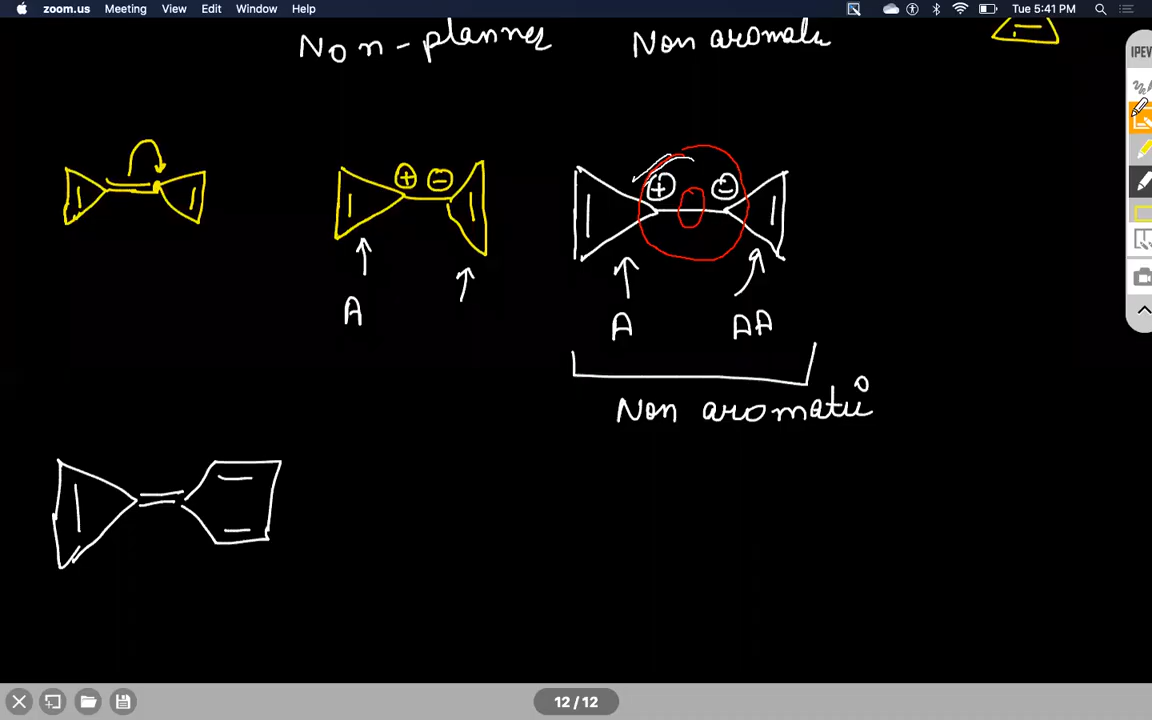 zoom.us Meeting View Edit Window Help Tue 5:41 PM
Non-planner Non aromatic
IPEV
+ - + -
A A AA
Non aromatic
12 / 12